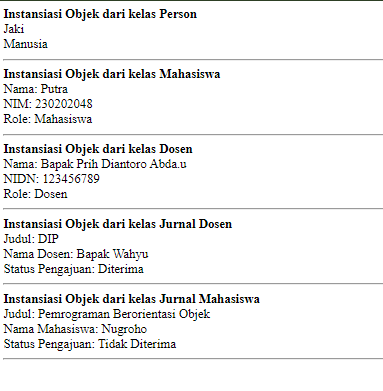 Instansiasi Objek dari kelas Person
Jaki
Manusia
Instansiasi Objek dari kelas Mahasiswa
Nama: Putra
NIM: 230202048
Role: Mahasiswa
Instansiasi Objek dari kelas Dosen
Nama: Bapak Prih Diantoro Abda.u
NIDN: 123456789
Role: Dosen
Instansiasi Objek dari kelas Jurnal Dosen
Judul: DIP
Nama Dosen: Bapak Wahyu
Status Pengajuan: Diterima
Instansiasi Objek dari kelas Jurnal Mahasiswa
Judul: Pemrograman Berorientasi Objek
Nama Mahasiswa: Nugroho
Status Pengajuan: Tidak Diterima